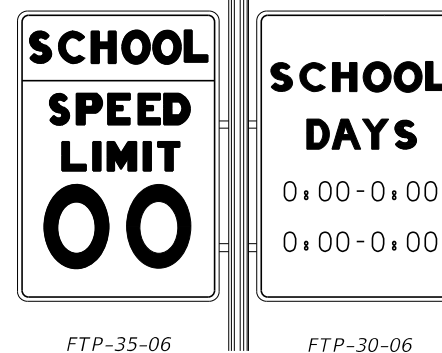 SCHOOL
SPEED
LIMIT
00
FTP-35-06
SCHOOL
DAYS
0:00-0:00
0:00-0:00
FTP-30-06